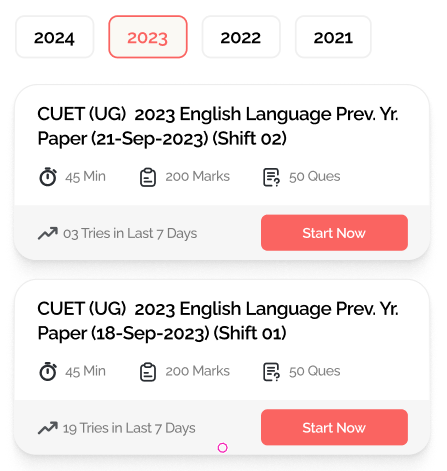 2024 2023 2022 2021
CUET (UG) 2023 English Language Prev. Yr.
Paper (21-Sep-2023) (Shift 02)
45 Min 200 Marks 50 Ques
03 Tries in Last 7 Days Start Now
CUET (UG) 2023 English Language Prev. Yr.
Paper (18-Sep-2023) (Shift 01)
45 Min 200 Marks 50 Ques
19 Tries in Last 7 Days Start Now